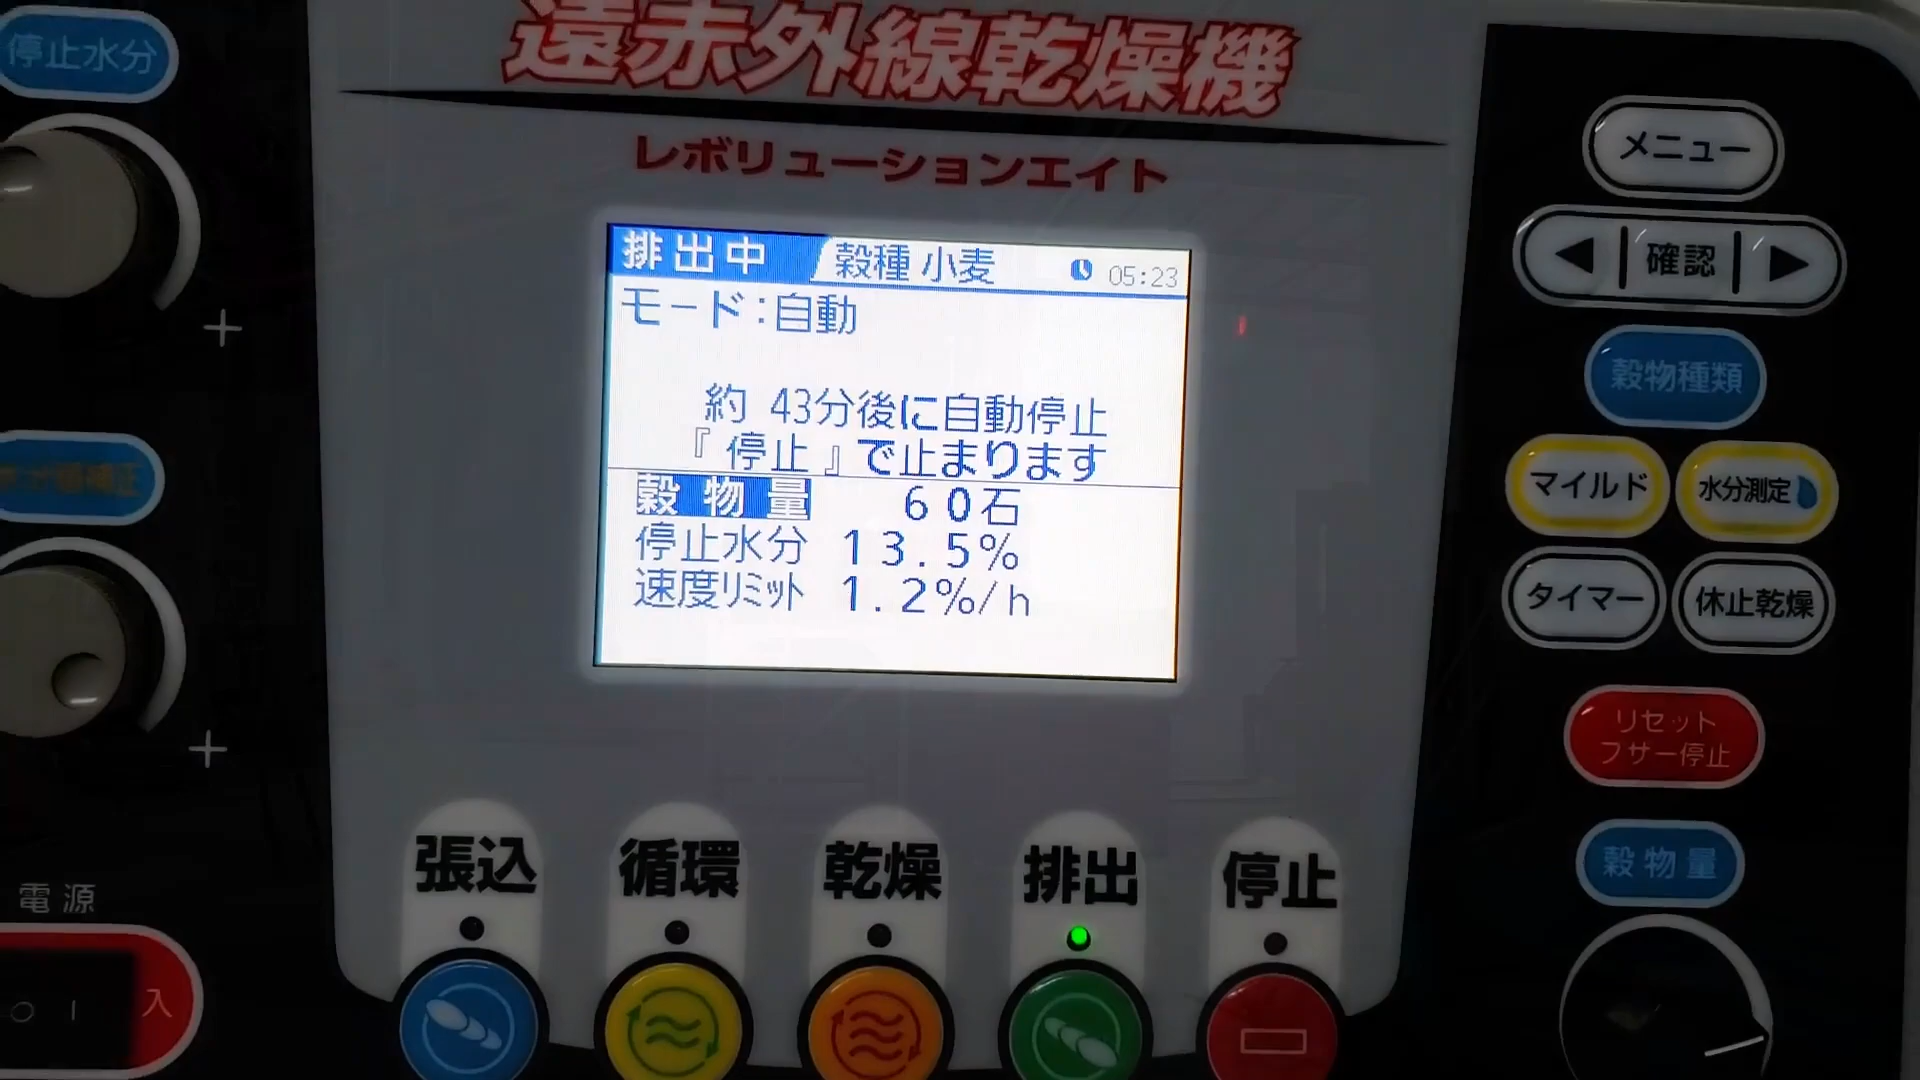 遠赤外線乾燥機
レボリューションエイト
停止水分
+
+
電源
入
排出中
穀種 小麦
05:23
モード:自動
約 43分後に自動停止
『停止』で止まります
穀物量 60石
停止水分 13.5%
速度リミット 1.2%/h
張込
循環
乾燥
排出
停止
メニュー
◀ | 確認 | ▶
穀物種類
マイルド
水分測定
タイマー
休止乾燥
リセット
ブザー停止
穀物量